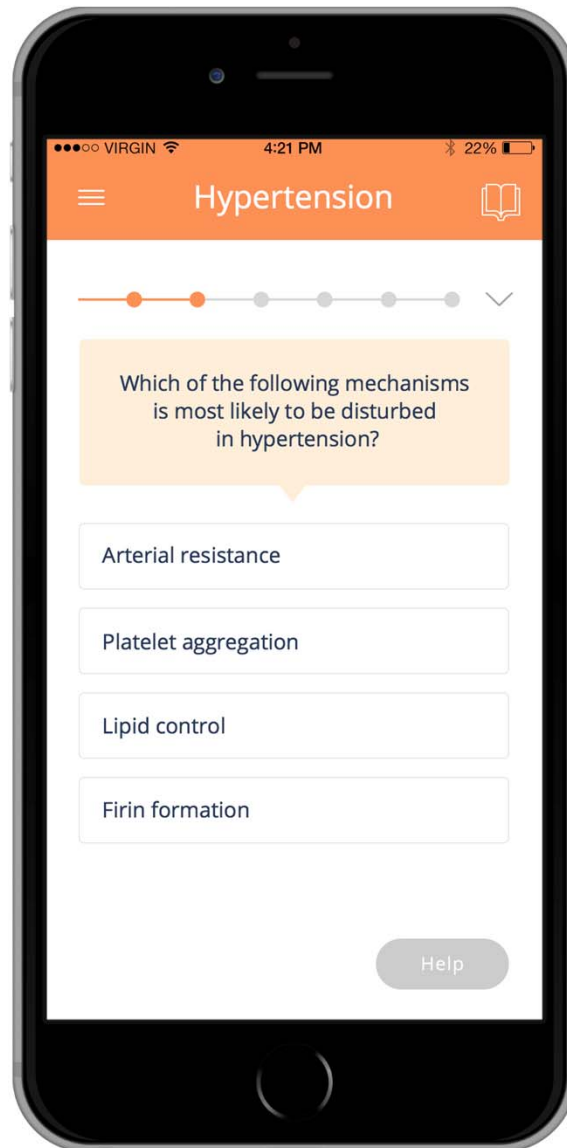 VIRGIN 4:21 PM 22%
Hypertension
Which of the following mechanisms
is most likely to be disturbed
in hypertension?
Arterial resistance
Platelet aggregation
Lipid control
Firin formation
Help